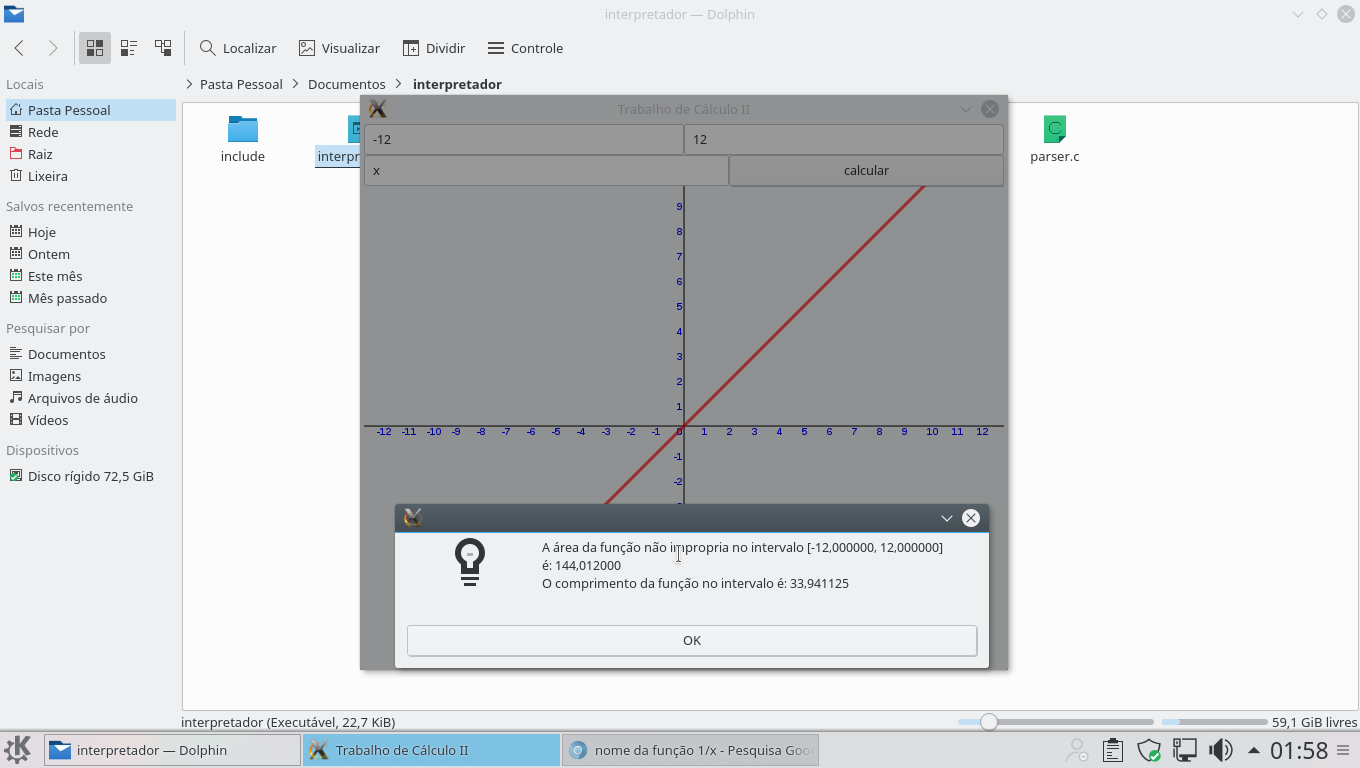 interpretador — Dolphin
Localizar
Visualizar
Dividir
Controle
Locais
Pasta Pessoal
Rede
Raiz
Lixeira
Salvos recentemente
Hoje
Ontem
Este mês
Mês passado
Pesquisar por
Documentos
Imagens
Arquivos de áudio
Vídeos
Dispositivos
Disco rígido 72,5 GiB
Pasta Pessoal
Documentos
interpretador
include
interpr
parser.c
Trabalho de Cálculo II
-12
12
x
calcular
9
8
7
6
5
4
3
2
1
-12 -11 -10 -9 -8 -7 -6 -5 -4 -3 -2 -1 0 1 2 3 4 5 6 7 8 9 10 11 12
-1
-2
A área da função não impropria no intervalo [-12,000000, 12,000000]
é: 144,012000
O comprimento da função no intervalo é: 33,941125
OK
interpretador (Executável, 22,7 KiB)
59,1 GiB livres
interpretador — Dolphin
Trabalho de Cálculo II
nome da função 1/x - Pesquisa Goo
01:58